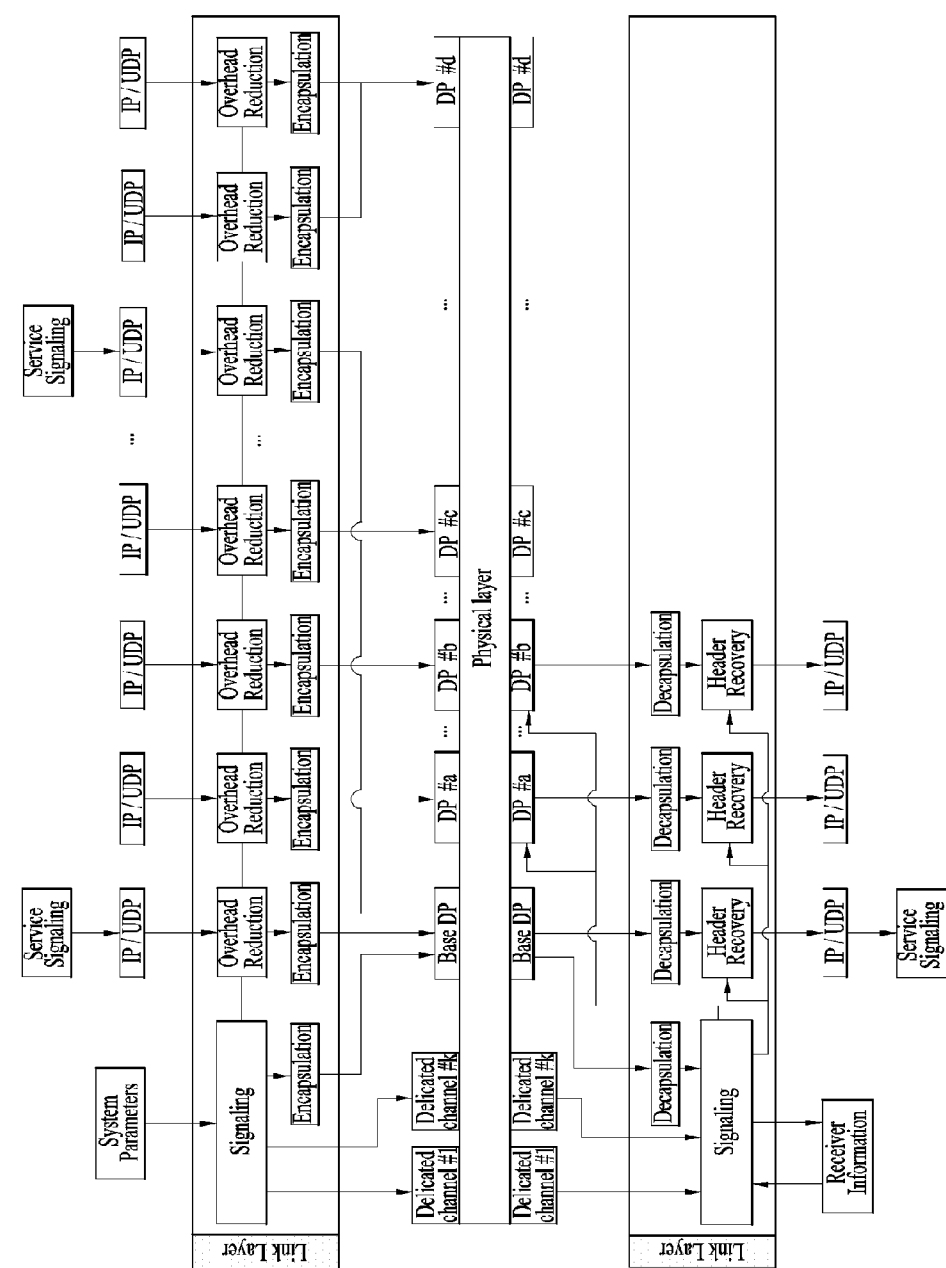 Service
Signaling
Service
Signaling
System
Parameters
IP / UDP
IP / UDP
IP / UDP
IP / UDP
...
IP / UDP
IP / UDP
IP / UDP
Link Layer
Signaling
Overhead
Reduction
Overhead
Reduction
Overhead
Reduction
Overhead
Reduction
...
Overhead
Reduction
Overhead
Reduction
Overhead
Reduction
Encapsulation
Encapsulation
Encapsulation
Encapsulation
Encapsulation
Encapsulation
Encapsulation
Encapsulation
Delicated
channel #1
Delicated
channel #k
Base DP
DP #a
...
DP #b
...
DP #c
...
DP #d
Physical layer
Delicated
channel #1
Delicated
channel #k
Base DP
DP #a
...
DP #b
...
DP #c
...
DP #d
Link Layer
Decapsulation
Decapsulation
Decapsulation
Decapsulation
Signaling
Header
Recovery
Header
Recovery
Header
Recovery
Receiver
Information
IP / UDP
IP / UDP
IP / UDP
Service
Signaling